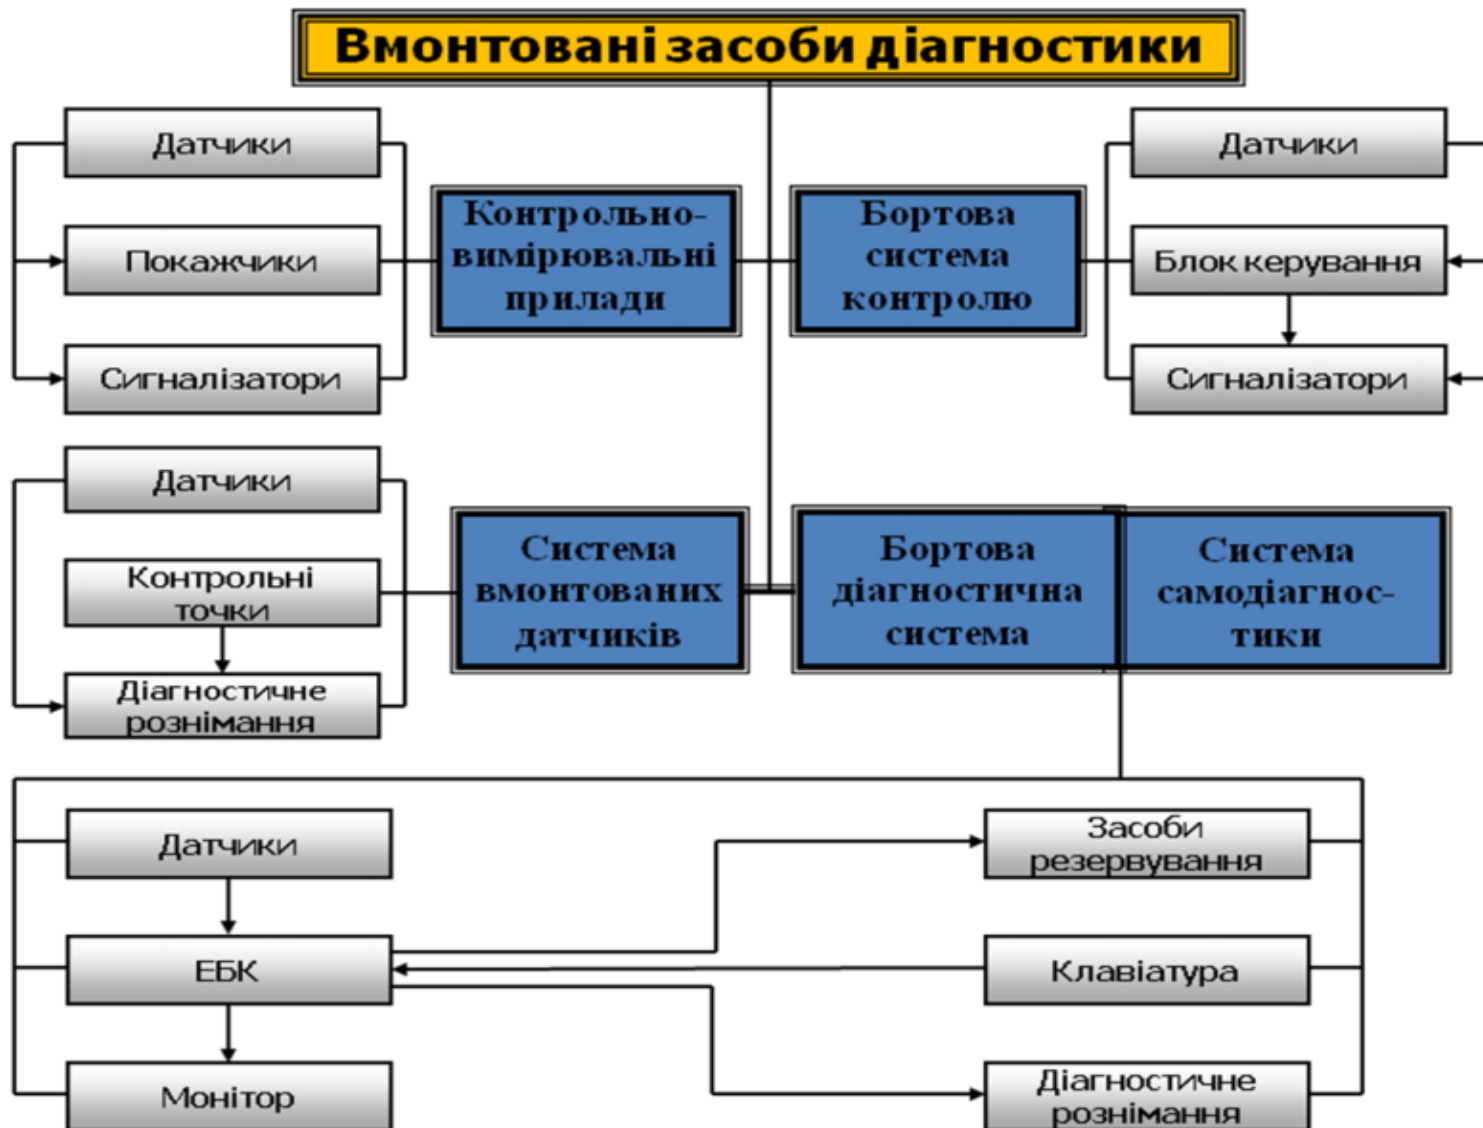 Вмонтовані засоби діагностики
Датчики
Покажчики
Сигналізатори
Контрольно-
вимірювальні
прилади
Бортова
система
контролю
Датчики
Блок керування
Сигналізатори
Датчики
Контрольні
точки
Діагностичне
рознімання
Система
вмонтованих
датчиків
Бортова
діагностична
система
Система
самодіагнос-
тики
Датчики
ЕБК
Монітор
Засоби
резервування
Клавіатура
Діагностичне
рознімання